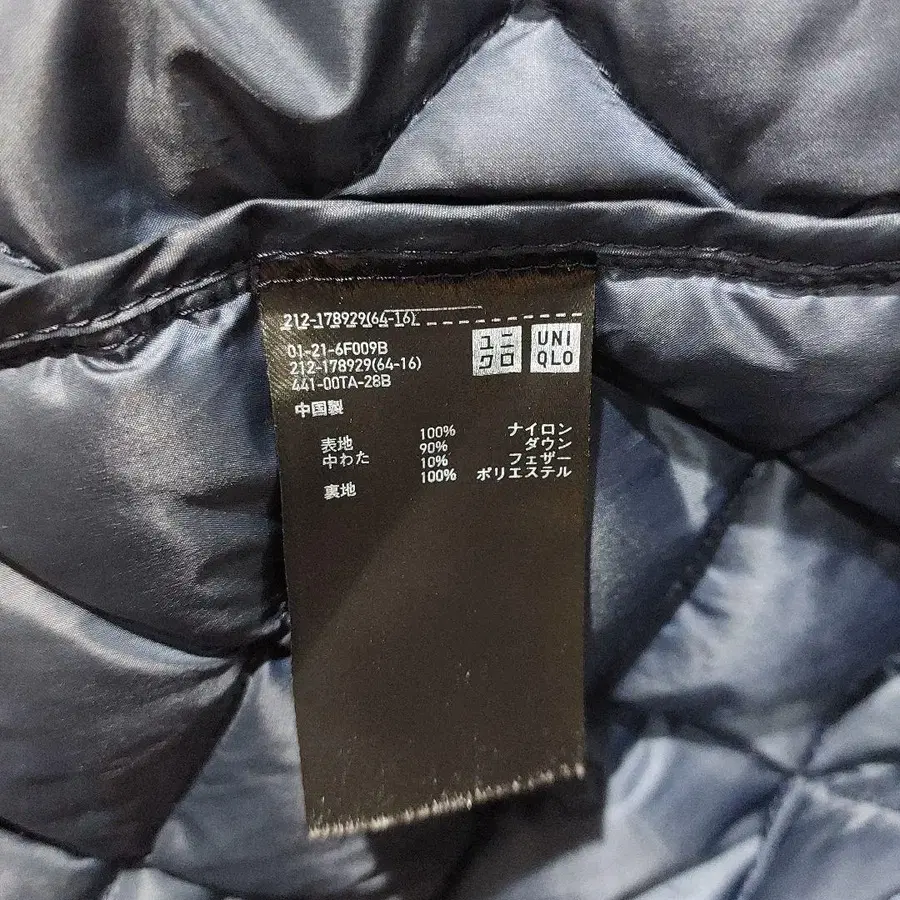 212-178929(64-16)
01-21-6F009B
212-178929(64-16)
441-00TA-28B
ユニ
クロ
UNI
QLO
中国製
表地 100% ナイロン
中わた 90% ダウン
10% フェザー
裏地 100% ポリエステル